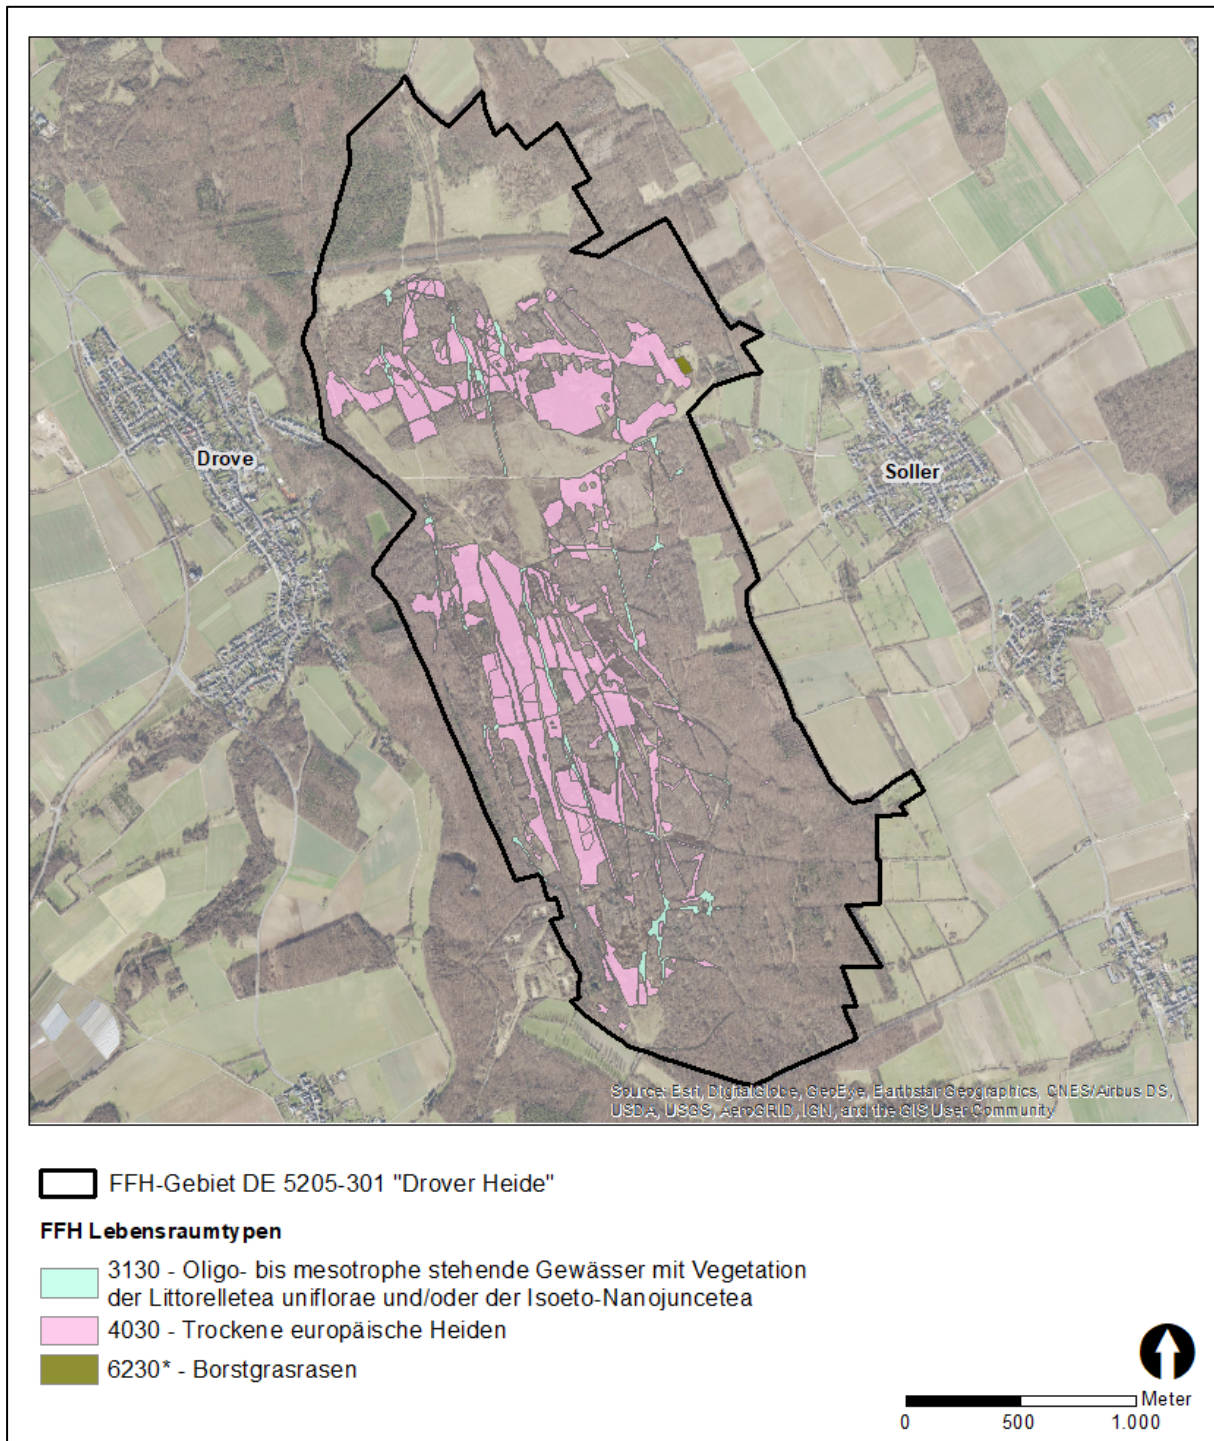 Drove
Soller
Source: Esri, DigitalGlobe, GeoEye, Earthstar Geographics, CNES/Airbus DS,
USDA, USGS, AeroGRID, IGN, and the GIS User Community
FFH-Gebiet DE 5205-301 "Drover Heide"
FFH Lebensraumtypen
3130 - Oligo- bis mesotrophe stehende Gewässer mit Vegetation
der Littorelletea uniflorae und/oder der Isoeto-Nanojuncetea
4030 - Trockene europäische Heiden
6230* - Borstgrasrasen
Meter
0 500 1.000